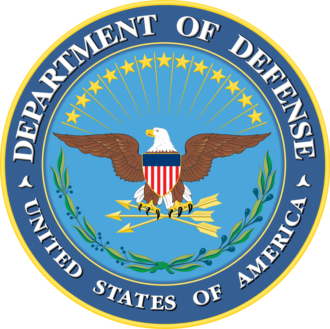 DEPARTMENT OF DEFENSE
UNITED STATES OF AMERICA